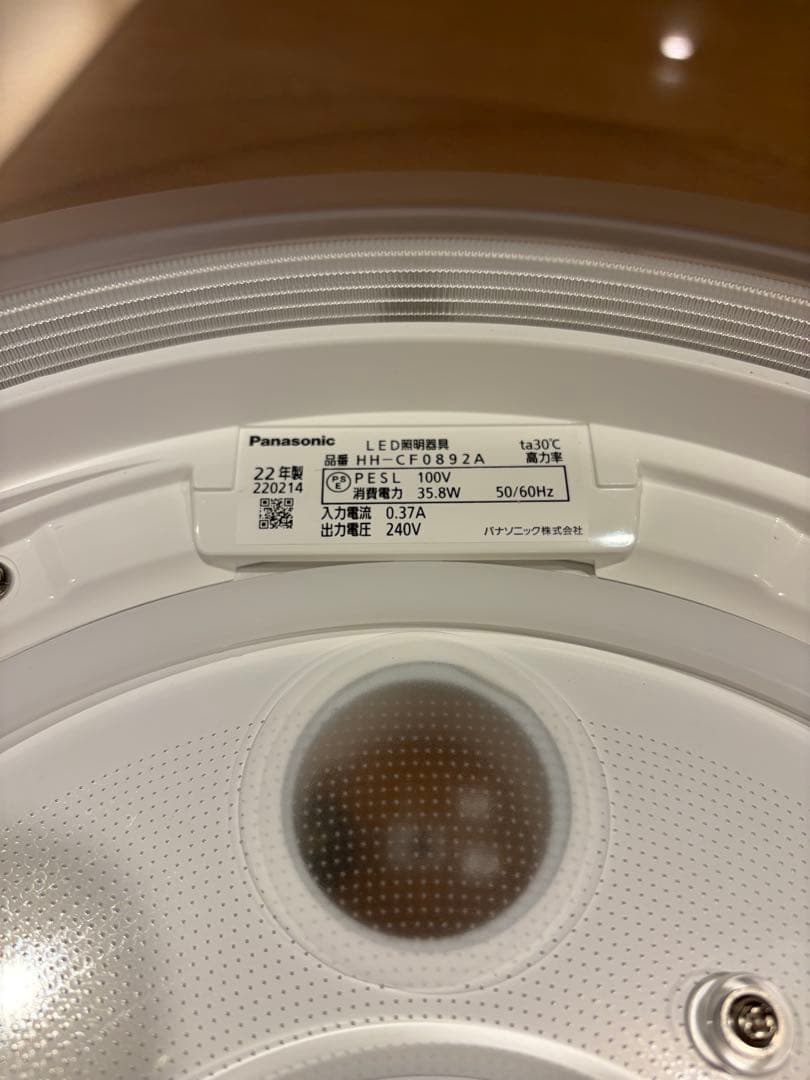 Panasonic LED照明器具 ta30℃
品番 HH-CF0892A 高力率
22年製
220214
PSE PESL 100V
消費電力 35.8W 50/60Hz
入力電流 0.37A
出力電圧 240V パナソニック株式会社